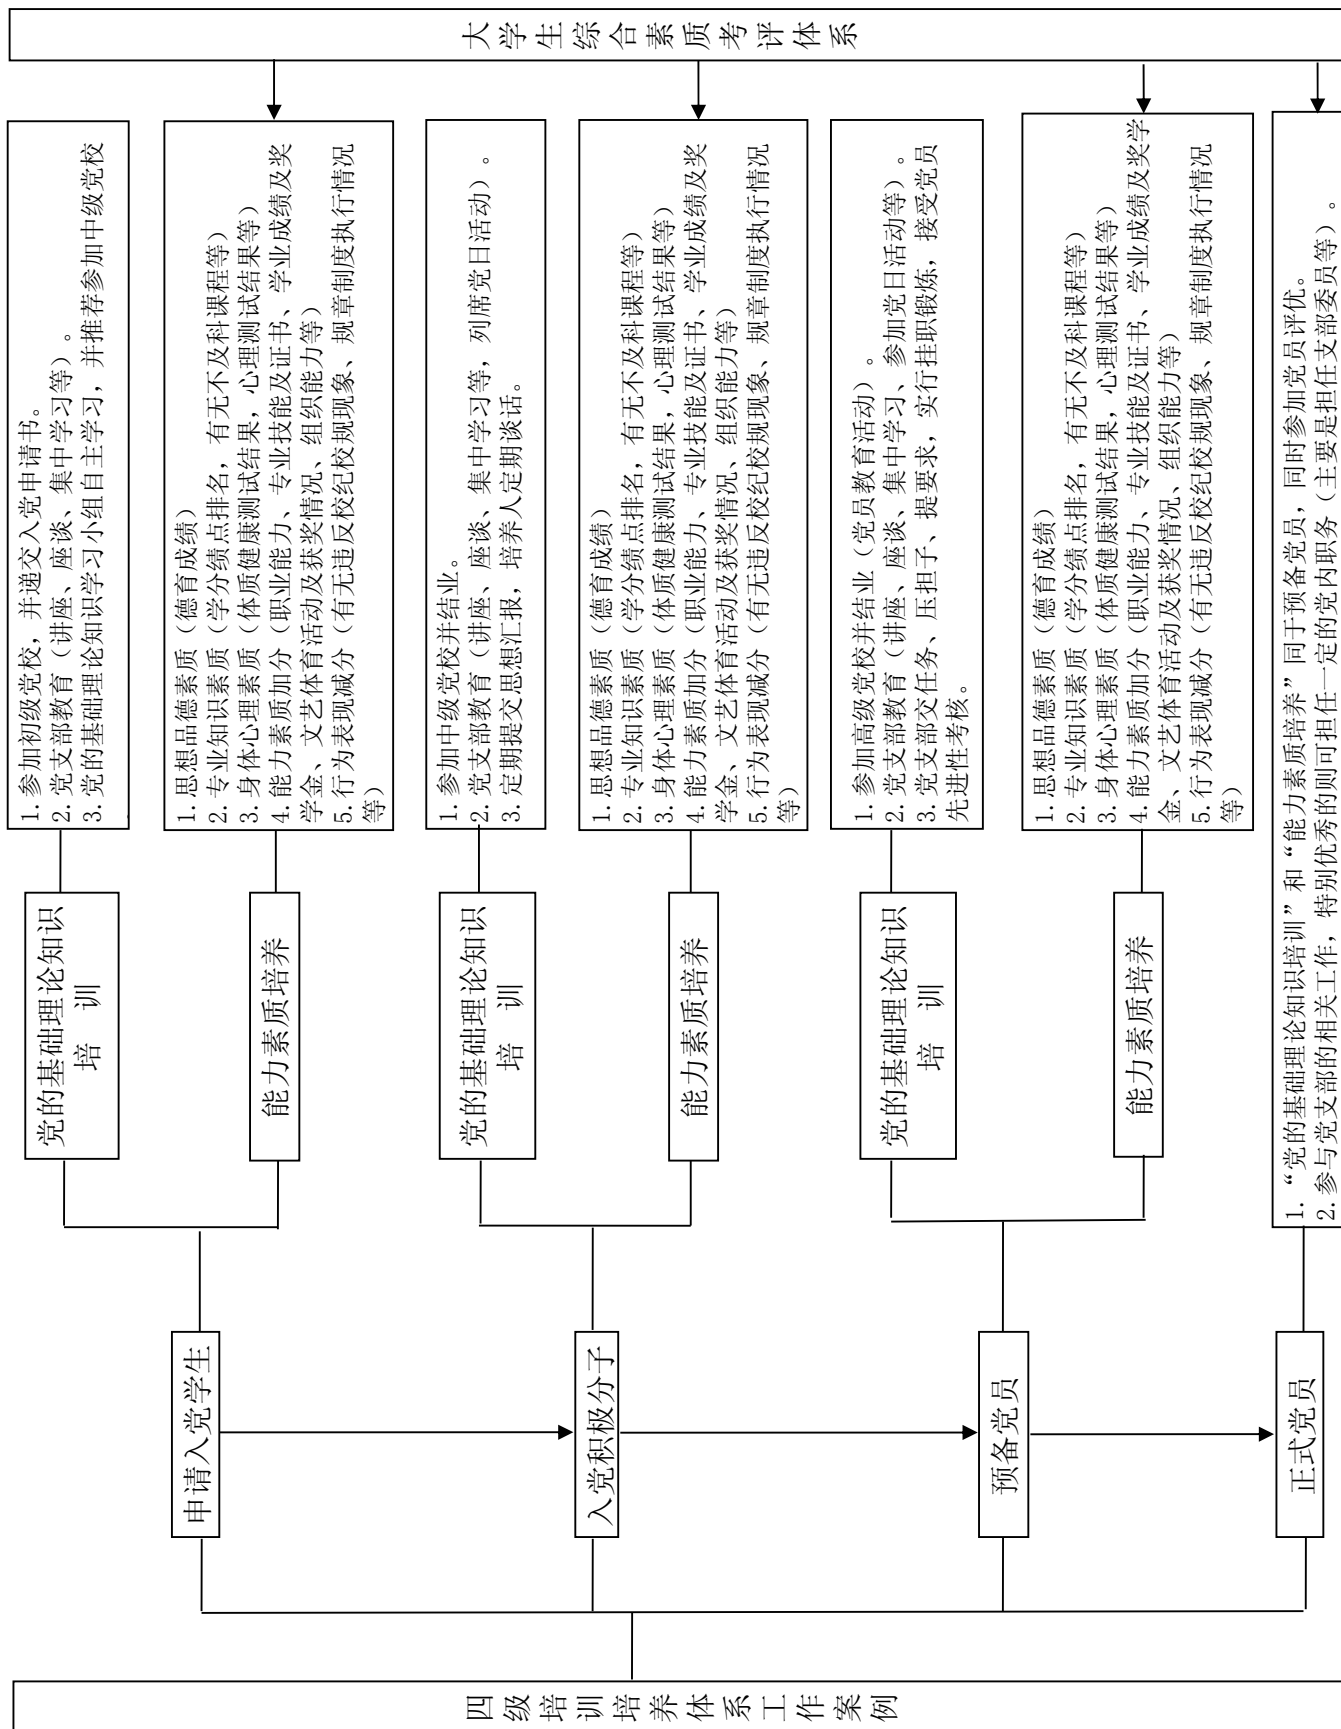 四级培训培养体系工作案例
申请入党学生
党的基础理论知识
培 训
1.参加初级党校，并递交入党申请书。
2.党支部教育（讲座、座谈、集中学习等）。
3.党的基础理论知识学习小组自主学习，并推荐参加中级党校
能力素质培养
1.思想品德素质（德育成绩）
2.专业知识素质（学分绩点排名，有无不及科课程等）
3.身体心理素质（体质健康测试结果，心理测试结果等）
4.能力素质加分（职业能力、专业技能及证书、学业成绩及奖
学金、文艺体育活动及获奖情况、组织能力等）
5.行为表现减分（有无违反校纪校规现象、规章制度执行情况
等）
入党积极分子
党的基础理论知识
培 训
1.参加中级党校并结业。
2.党支部教育（讲座、座谈、集中学习等，列席党日活动）。
3.定期提交思想汇报，培养人定期谈话。
能力素质培养
1.思想品德素质（德育成绩）
2.专业知识素质（学分绩点排名，有无不及科课程等）
3.身体心理素质（体质健康测试结果，心理测试结果等）
4.能力素质加分（职业能力、专业技能及证书、学业成绩及奖
学金、文艺体育活动及获奖情况、组织能力等）
5.行为表现减分（有无违反校纪校规现象、规章制度执行情况
等）
预备党员
党的基础理论知识
培 训
1.参加高级党校并结业（党员教育活动）。
2.党支部教育（讲座、座谈、集中学习、参加党日活动等）。
3.党支部交任务、压担子、提要求，实行挂职锻炼，接受党员
先进性考核。
能力素质培养
1.思想品德素质（德育成绩）
2.专业知识素质（学分绩点排名，有无不及科课程等）
3.身体心理素质（体质健康测试结果，心理测试结果等）
4.能力素质加分（职业能力、专业技能及证书、学业成绩及奖学
金、文艺体育活动及获奖情况、组织能力等）
5.行为表现减分（有无违反校纪校规现象、规章制度执行情况
等）
正式党员
1.“党的基础理论知识培训”和“能力素质培养”同于预备党员，同时参加党员评优。
2.参与党支部的相关工作，特别优秀的则可担任一定的党内职务（主要是担任支部委员等）。
大学生综合素质考评体系